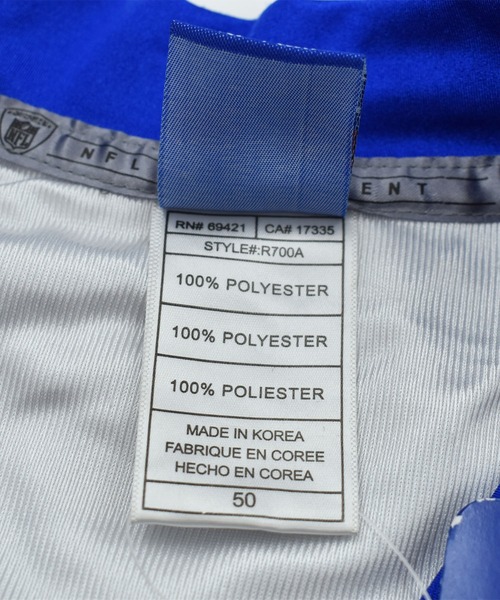 NFL
NFL
ENT
RN# 69421 CA# 17335
STYLE#:R700A
100% POLYESTER
100% POLYESTER
100% POLIESTER
MADE IN KOREA
FABRIQUE EN COREE
HECHO EN COREA
50